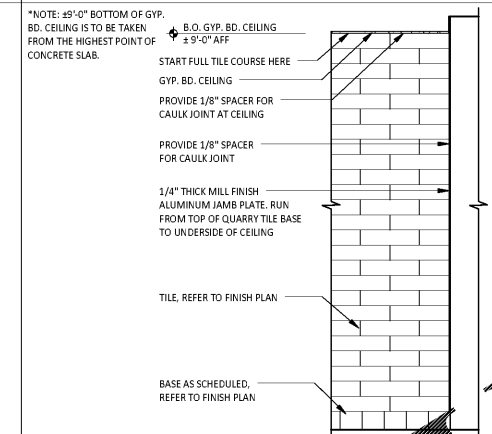 *NOTE: ±9'-0" BOTTOM OF GYP.
BD. CEILING IS TO BE TAKEN
FROM THE HIGHEST POINT OF
CONCRETE SLAB.
B.O. GYP. BD. CEILING
± 9'-0" AFF
START FULL TILE COURSE HERE
GYP. BD. CEILING
PROVIDE 1/8" SPACER FOR
CAULK JOINT AT CEILING
PROVIDE 1/8" SPACER
FOR CAULK JOINT
1/4" THICK MILL FINISH
ALUMINUM JAMB PLATE. RUN
FROM TOP OF QUARRY TILE BASE
TO UNDERSIDE OF CEILING
TILE, REFER TO FINISH PLAN
BASE AS SCHEDULED,
REFER TO FINISH PLAN